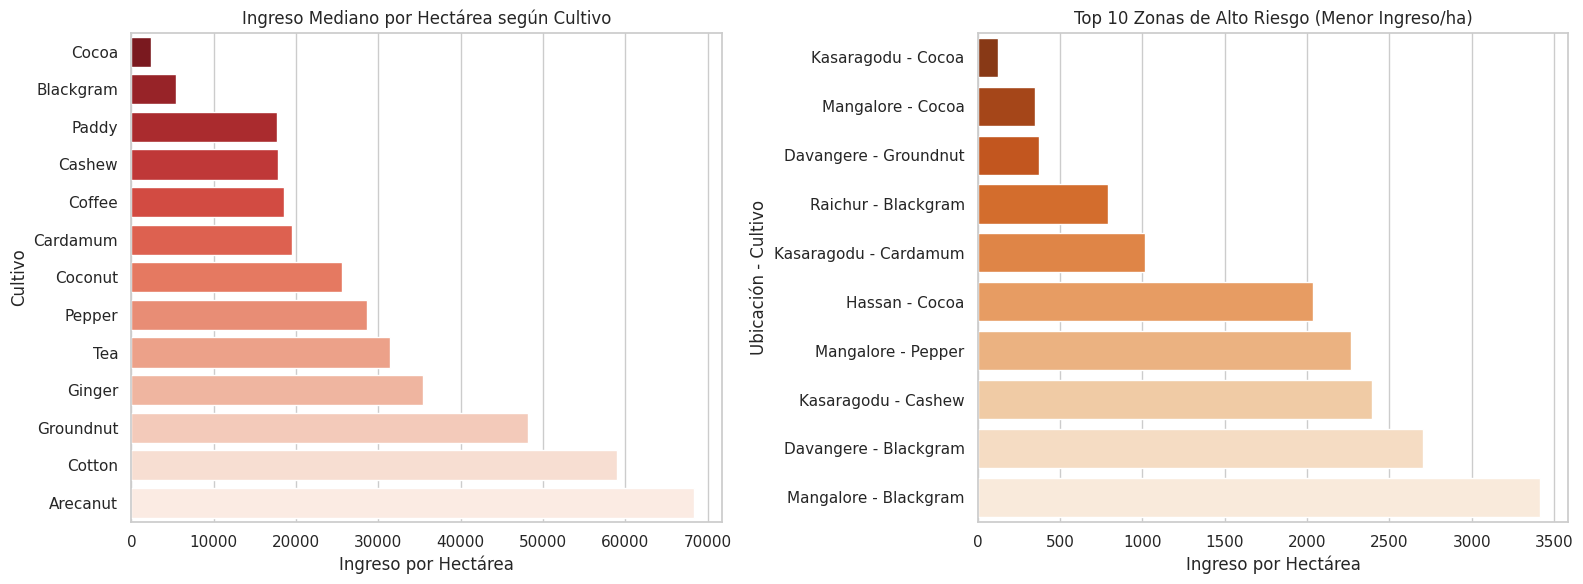 Ingreso Mediano por Hectárea según Cultivo
Cultivo
Cocoa
Blackgram
Paddy
Cashew
Coffee
Cardamum
Coconut
Pepper
Tea
Ginger
Groundnut
Cotton
Arecanut
0 10000 20000 30000 40000 50000 60000 70000
Ingreso por Hectárea
Top 10 Zonas de Alto Riesgo (Menor Ingreso/ha)
Ubicación - Cultivo
Kasaragodu - Cocoa
Mangalore - Cocoa
Davangere - Groundnut
Raichur - Blackgram
Kasaragodu - Cardamum
Hassan - Cocoa
Mangalore - Pepper
Kasaragodu - Cashew
Davangere - Blackgram
Mangalore - Blackgram
0 500 1000 1500 2000 2500 3000 3500
Ingreso por Hectárea